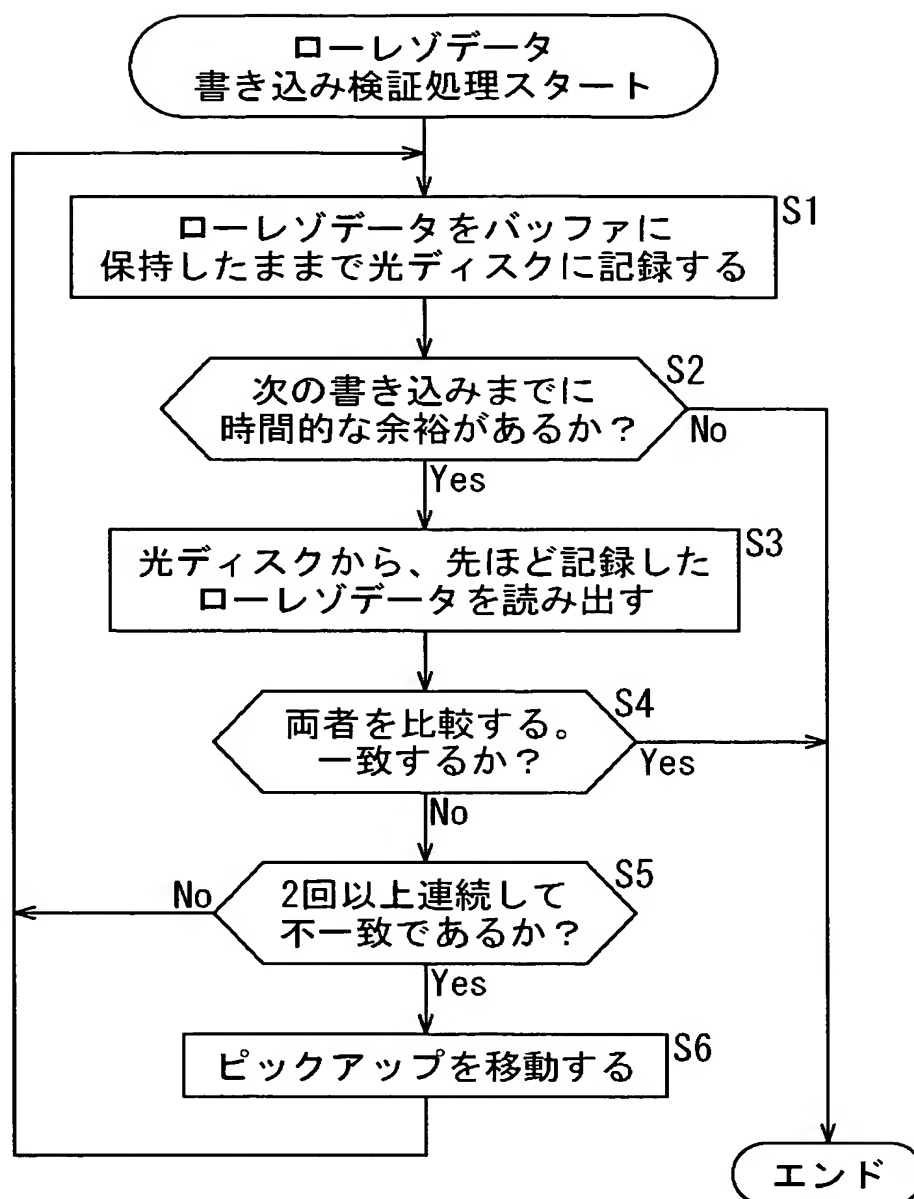 ローレゾデータ
書き込み検証処理スタート
S1
ローレゾデータをバッファに
保持したままで光ディスクに記録する
S2
次の書き込みまでに
時間的な余裕があるか？
No
Yes
S3
光ディスクから、先ほど記録した
ローレゾデータを読み出す
S4
両者を比較する。
一致するか？
Yes
No
S5
No
2回以上連続して
不一致であるか？
Yes
S6
ピックアップを移動する
エンド